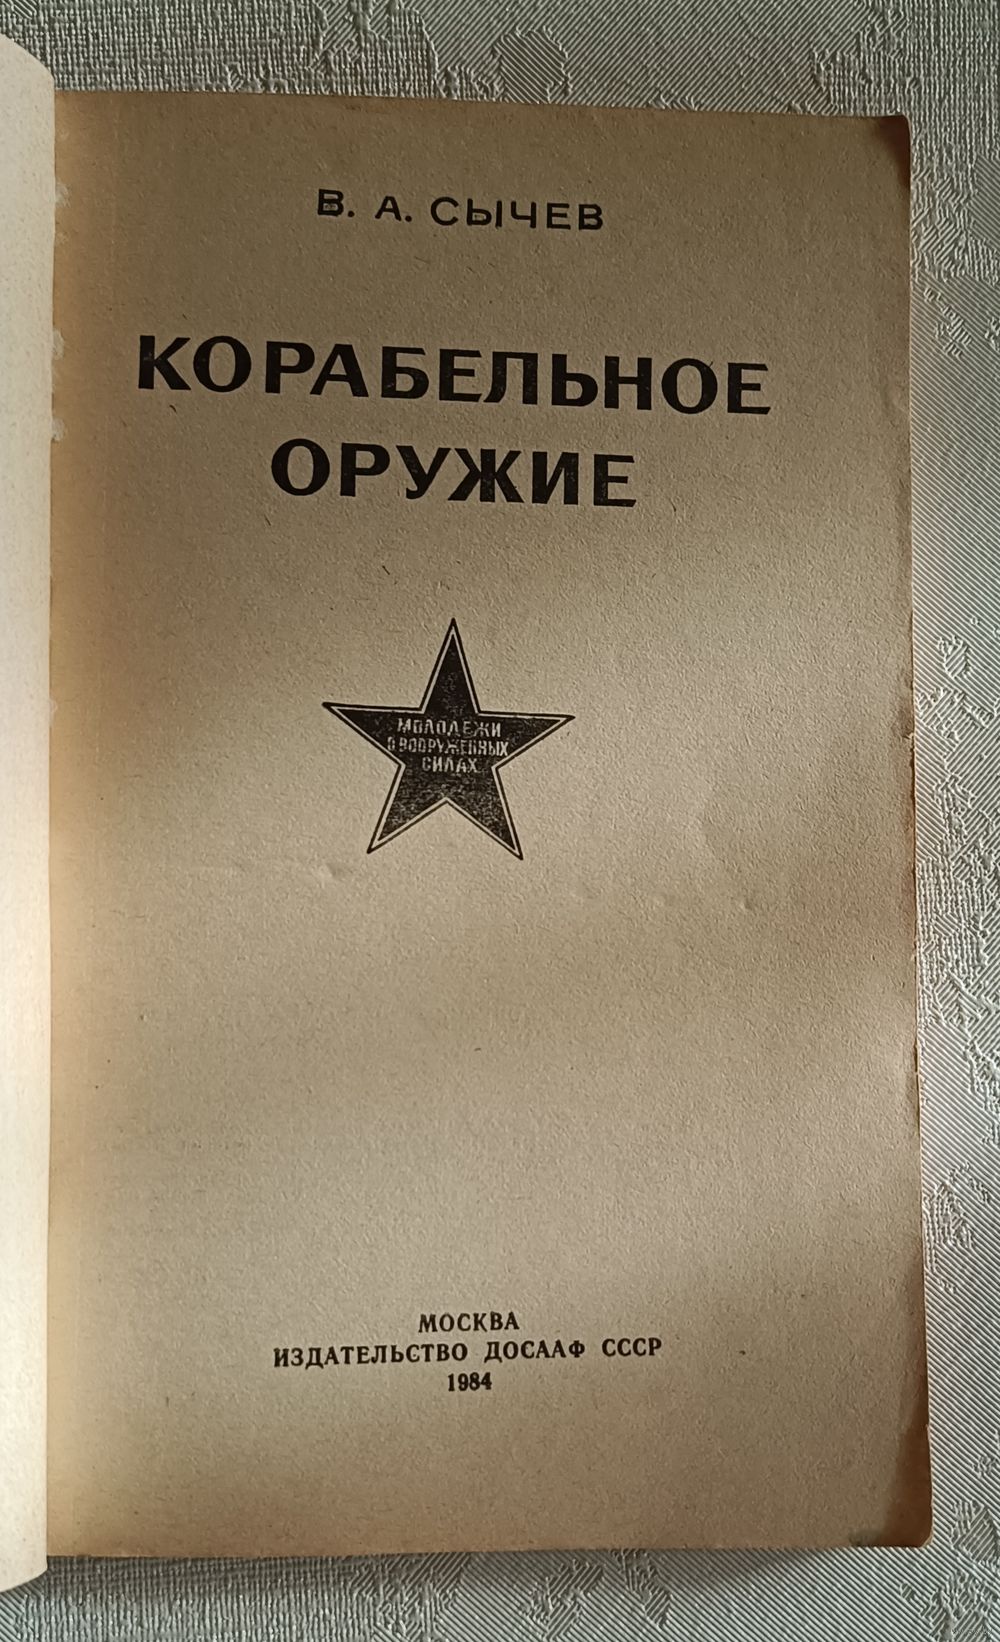 В. А. СЫЧЕВ
КОРАБЕЛЬНОЕ
ОРУЖИЕ
МОЛОДЕЖИ
О ВООРУЖЕННЫХ
СИЛАХ
МОСКВА
ИЗДАТЕЛЬСТВО ДОСААФ СССР
1984